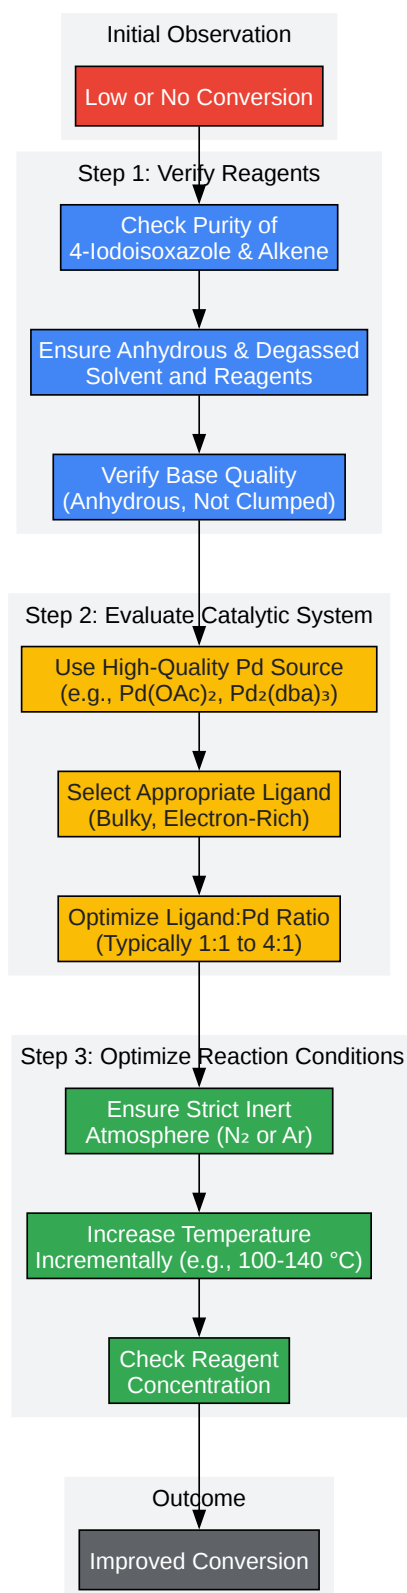 Initial Observation
Low or No Conversion
Step 1: Verify Reagents
Check Purity of
4-Iodoisoxazole & Alkene
Ensure Anhydrous & Degassed
Solvent and Reagents
Verify Base Quality
(Anhydrous, Not Clumped)
Step 2: Evaluate Catalytic System
Use High-Quality Pd Source
(e.g., Pd(OAc)₂, Pd₂(dba)₃)
Select Appropriate Ligand
(Bulky, Electron-Rich)
Optimize Ligand:Pd Ratio
(Typically 1:1 to 4:1)
Step 3: Optimize Reaction Conditions
Ensure Strict Inert
Atmosphere (N₂ or Ar)
Increase Temperature
Incrementally (e.g., 100-140 °C)
Check Reagent
Concentration
Outcome
Improved Conversion